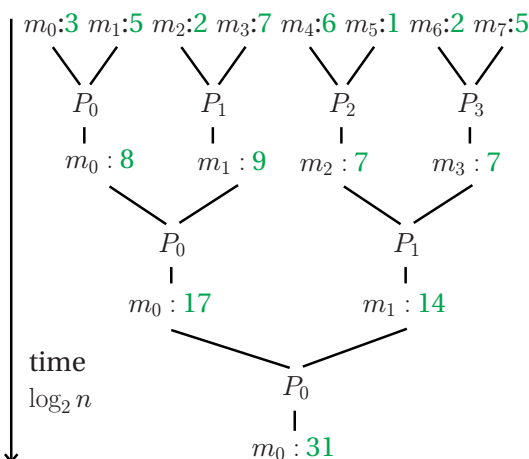 m₀:3 m₁:5 m₂:2 m₃:7 m₄:6 m₅:1 m₆:2 m₇:5
P₀ P₁ P₂ P₃
m₀ : 8 m₁ : 9 m₂ : 7 m₃ : 7
P₀ P₁
m₀ : 17 m₁ : 14
time
log₂ n
P₀
m₀ : 31